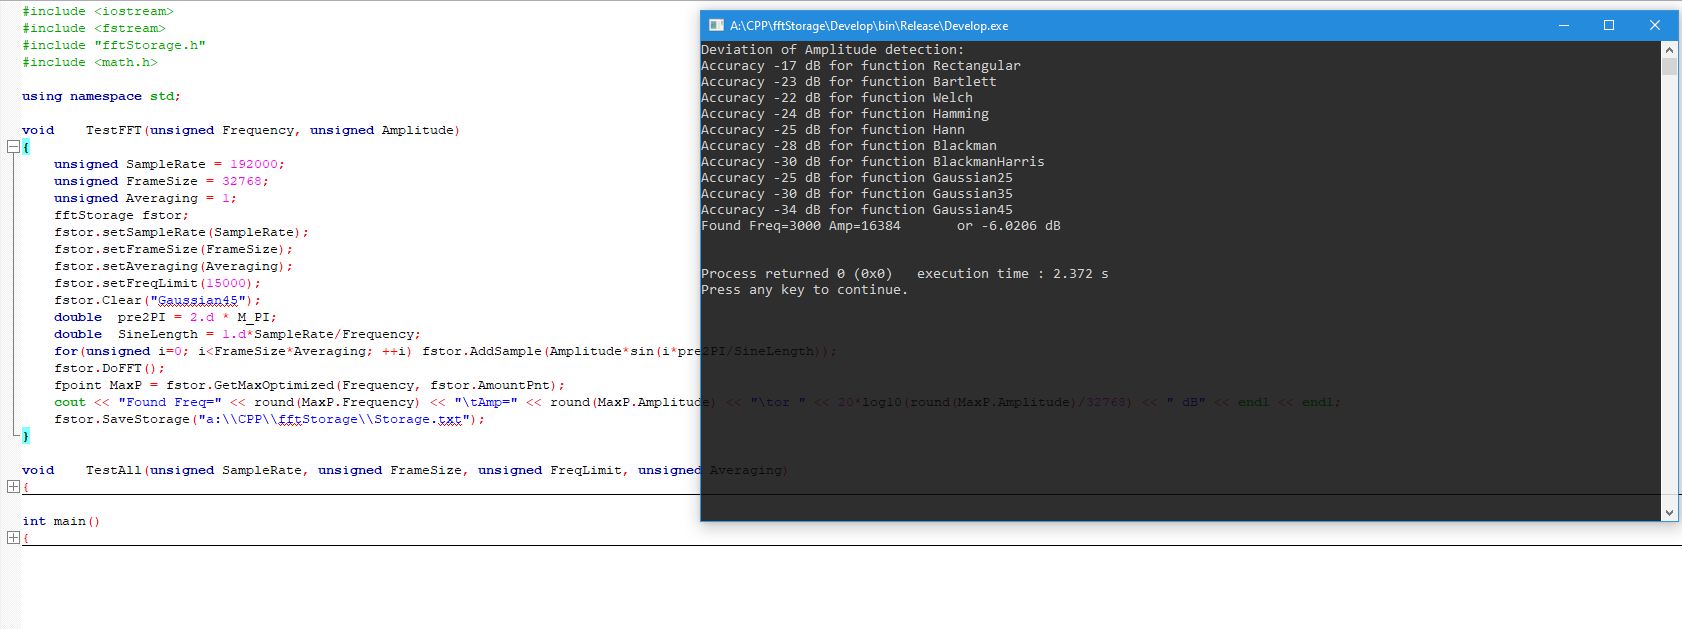 #include <iostream>
#include <fstream>
#include "fftStorage.h"
#include <math.h>
using namespace std;
void    TestFFT(unsigned Frequency, unsigned Amplitude)
{
    unsigned SampleRate = 192000;
    unsigned FrameSize = 32768;
    unsigned Averaging = 1;
    fftStorage fstor;
    fstor.setSampleRate(SampleRate);
    fstor.setFrameSize(FrameSize);
    fstor.setAveraging(Averaging);
    fstor.setFreqLimit(15000);
    fstor.Clear("Gaussian45");
    double  pre2PI = 2.d * M_PI;
    double  SineLength = 1.d*SampleRate/Frequency;
    for(unsigned i=0; i<FrameSize*Averaging; ++i) fstor.AddSample(Amplitude*sin(i*pre2PI/SineLength));
    fstor.DoFFT();
    fpoint MaxP = fstor.GetMaxOptimized(Frequency, fstor.AmountPnt);
    cout << "Found Freq=" << round(MaxP.Frequency) << "\tAmp=" << round(MaxP.Amplitude) << "\tor " << 20*log10(round(MaxP.Amplitude)/32768) << " dB" << endl << endl;
    fstor.SaveStorage("a:\\CPP\\fftStorage\\Storage.txt");
}
void    TestAll(unsigned SampleRate, unsigned FrameSize, unsigned FreqLimit, unsigned Averaging)
{
int main()
{
A:\CPP\fftStorage\Develop\bin\Release\Develop.exe
Deviation of Amplitude detection:
Accuracy -17 dB for function Rectangular
Accuracy -23 dB for function Bartlett
Accuracy -22 dB for function Welch
Accuracy -24 dB for function Hamming
Accuracy -25 dB for function Hann
Accuracy -28 dB for function Blackman
Accuracy -30 dB for function BlackmanHarris
Accuracy -25 dB for function Gaussian25
Accuracy -30 dB for function Gaussian35
Accuracy -34 dB for function Gaussian45
Found Freq=3000 Amp=16384       or -6.0206 dB
Process returned 0 (0x0)   execution time : 2.372 s
Press any key to continue.